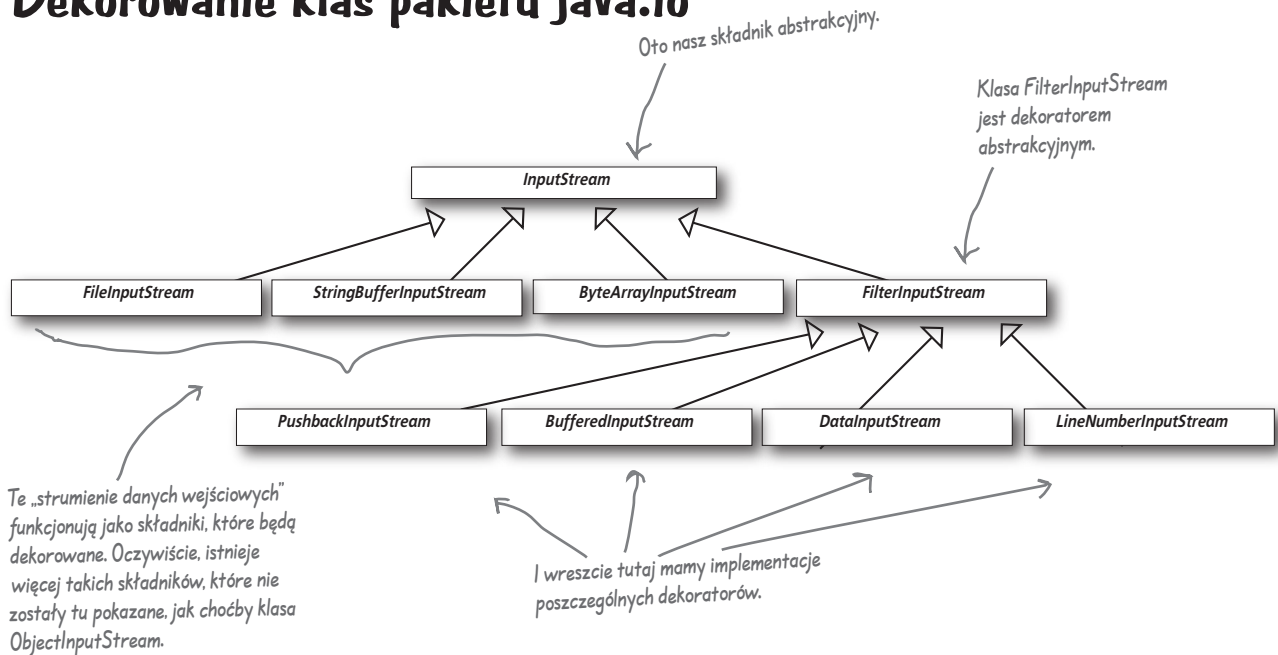 Dekorowanie klas pakietu java.io
Oto nasz składnik abstrakcyjny.
Klasa FilterInputStream
jest dekoratorem
abstrakcyjnym.
InputStream
FileInputStream
StringBufferInputStream
ByteArrayInputStream
FilterInputStream
PushbackInputStream
BufferedInputStream
DataInputStream
LineNumberInputStream
Te „strumienie danych wejściowych”
funkcjonują jako składniki, które będą
dekorowane. Oczywiście, istnieje
więcej takich składników, które nie
zostały tu pokazane, jak choćby klasa
ObjectInputStream.
I wreszcie tutaj mamy implementacje
poszczególnych dekoratorów.